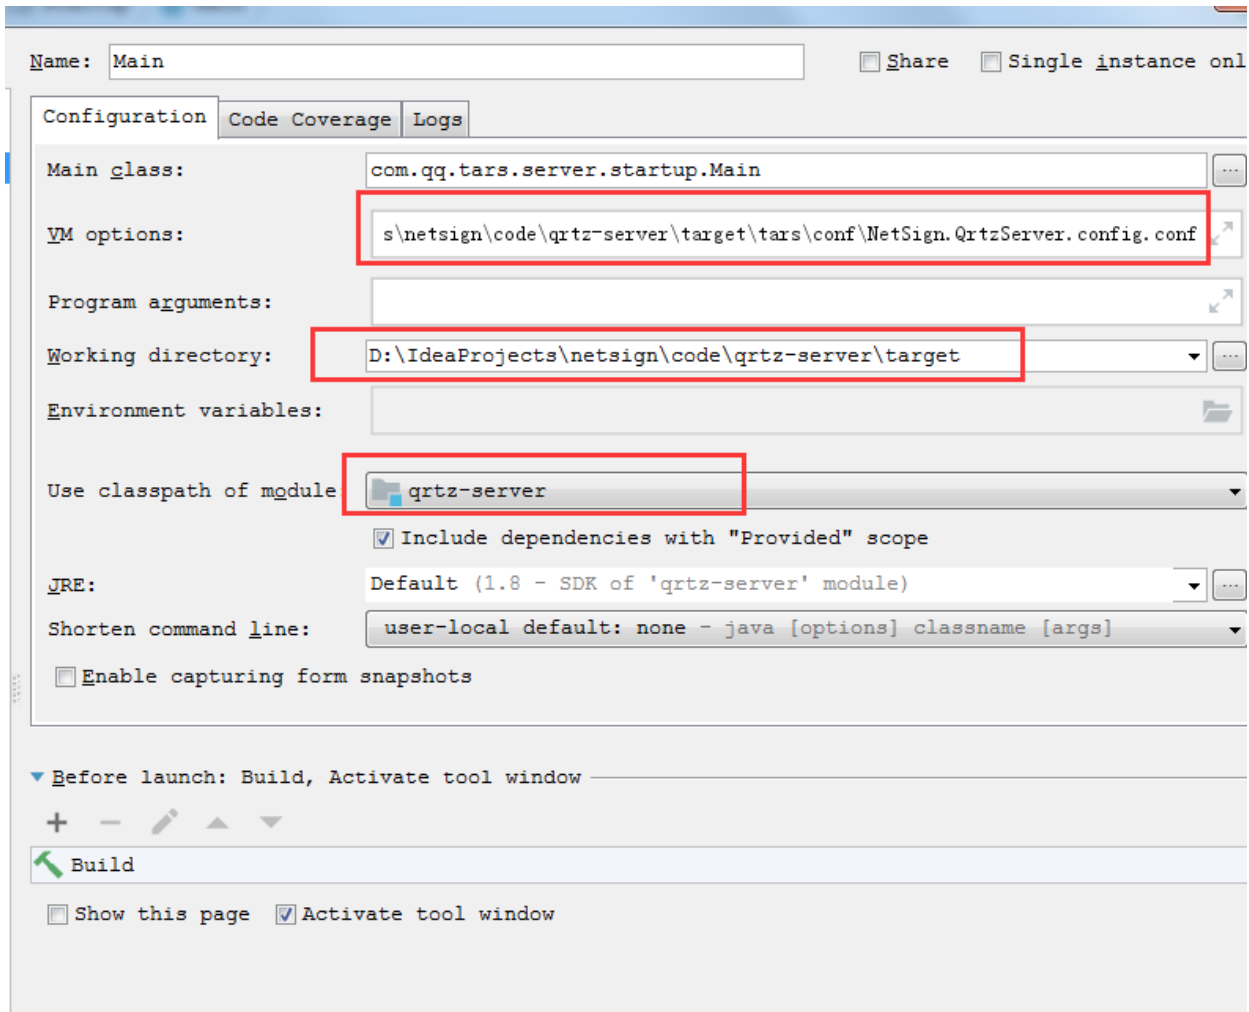 Name: Main Share Single instance onl
Configuration Code Coverage Logs
Main class: com.qq.tars.server.startup.Main ...
VM options: s\netsign\code\qrtz-server\target\tars\conf\NetSign.QrtzServer.config.conf
Program arguments:
Working directory: D:\IdeaProjects\netsign\code\qrtz-server\target ...
Environment variables:
Use classpath of module: qrtz-server
Include dependencies with "Provided" scope
JRE: Default (1.8 - SDK of 'qrtz-server' module) ...
Shorten command line: user-local default: none - java [options] classname [args]
Enable capturing form snapshots
Before launch: Build, Activate tool window
Build
Show this page Activate tool window